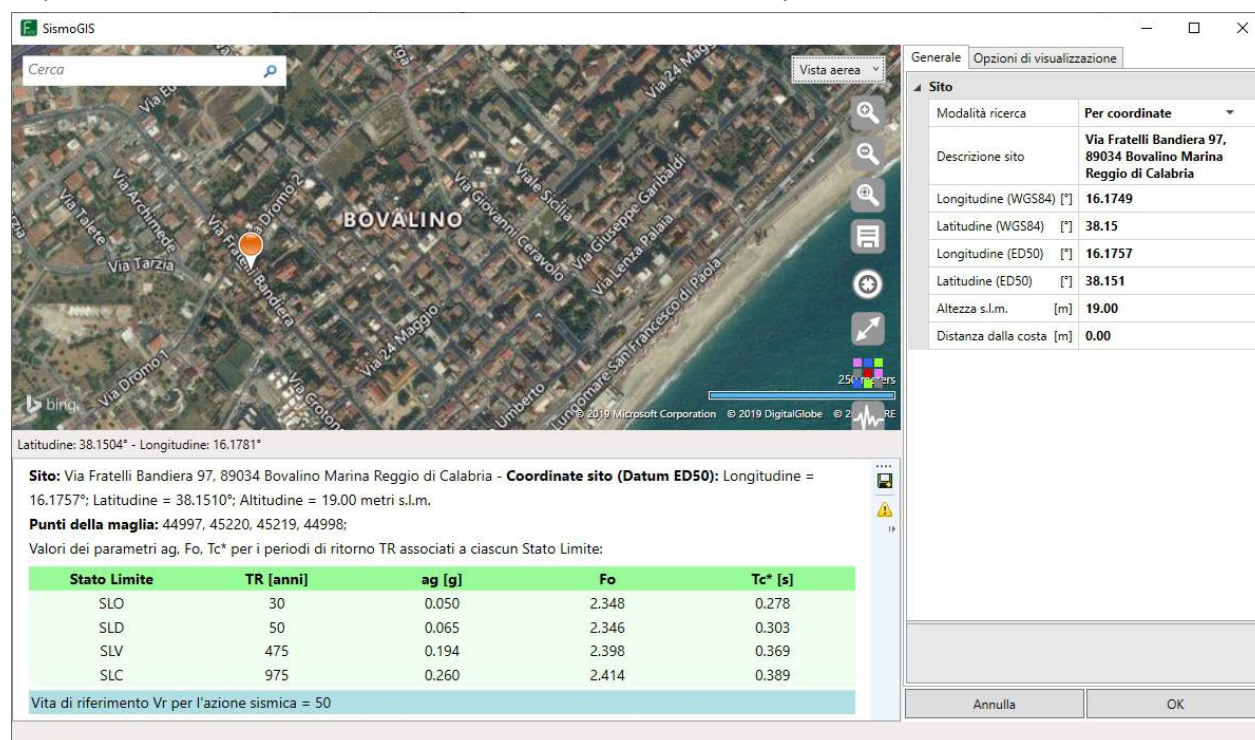 SismoGIS
Cerca
Vista aerea
Via Archimede
Via Talete
Via Tarzia
Via Dromo 2
Via Fratelli Bandiera
BOVALINO
Via 24 Maggio
Viale Sicilia
Via Giovanni Ceravolo
Via Giuseppe Garibaldi
Via Lenza Palaia
Via San Francesco di Paola
Lungomare San Francesco
Via Umberto
Via Crotone
Via 24 Maggio
Via Dromo 1
bing
250 meters
© 2019 Microsoft Corporation © 2019 DigitalGlobe
Latitudine: 38.1504° - Longitudine: 16.1781°
Sito: Via Fratelli Bandiera 97, 89034 Bovalino Marina Reggio di Calabria - Coordinate sito (Datum ED50): Longitudine =
16.1757°; Latitudine = 38.1510°; Altitudine = 19.00 metri s.l.m.
Punti della maglia: 44997, 45220, 45219, 44998;
Valori dei parametri ag, Fo, Tc* per i periodi di ritorno TR associati a ciascun Stato Limite:
Stato Limite TR [anni] ag [g] Fo Tc* [s]
SLO 30 0.050 2.348 0.278
SLD 50 0.065 2.346 0.303
SLV 475 0.194 2.398 0.369
SLC 975 0.260 2.414 0.389
Vita di riferimento Vr per l'azione sismica = 50
Generale Opzioni di visualizzazione
Sito
Modalità ricerca Per coordinate
Descrizione sito Via Fratelli Bandiera 97,
89034 Bovalino Marina
Reggio di Calabria
Longitudine (WGS84) [°] 16.1749
Latitudine (WGS84) [°] 38.15
Longitudine (ED50) [°] 16.1757
Latitudine (ED50) [°] 38.151
Altezza s.l.m. [m] 19.00
Distanza dalla costa [m] 0.00
Annulla OK